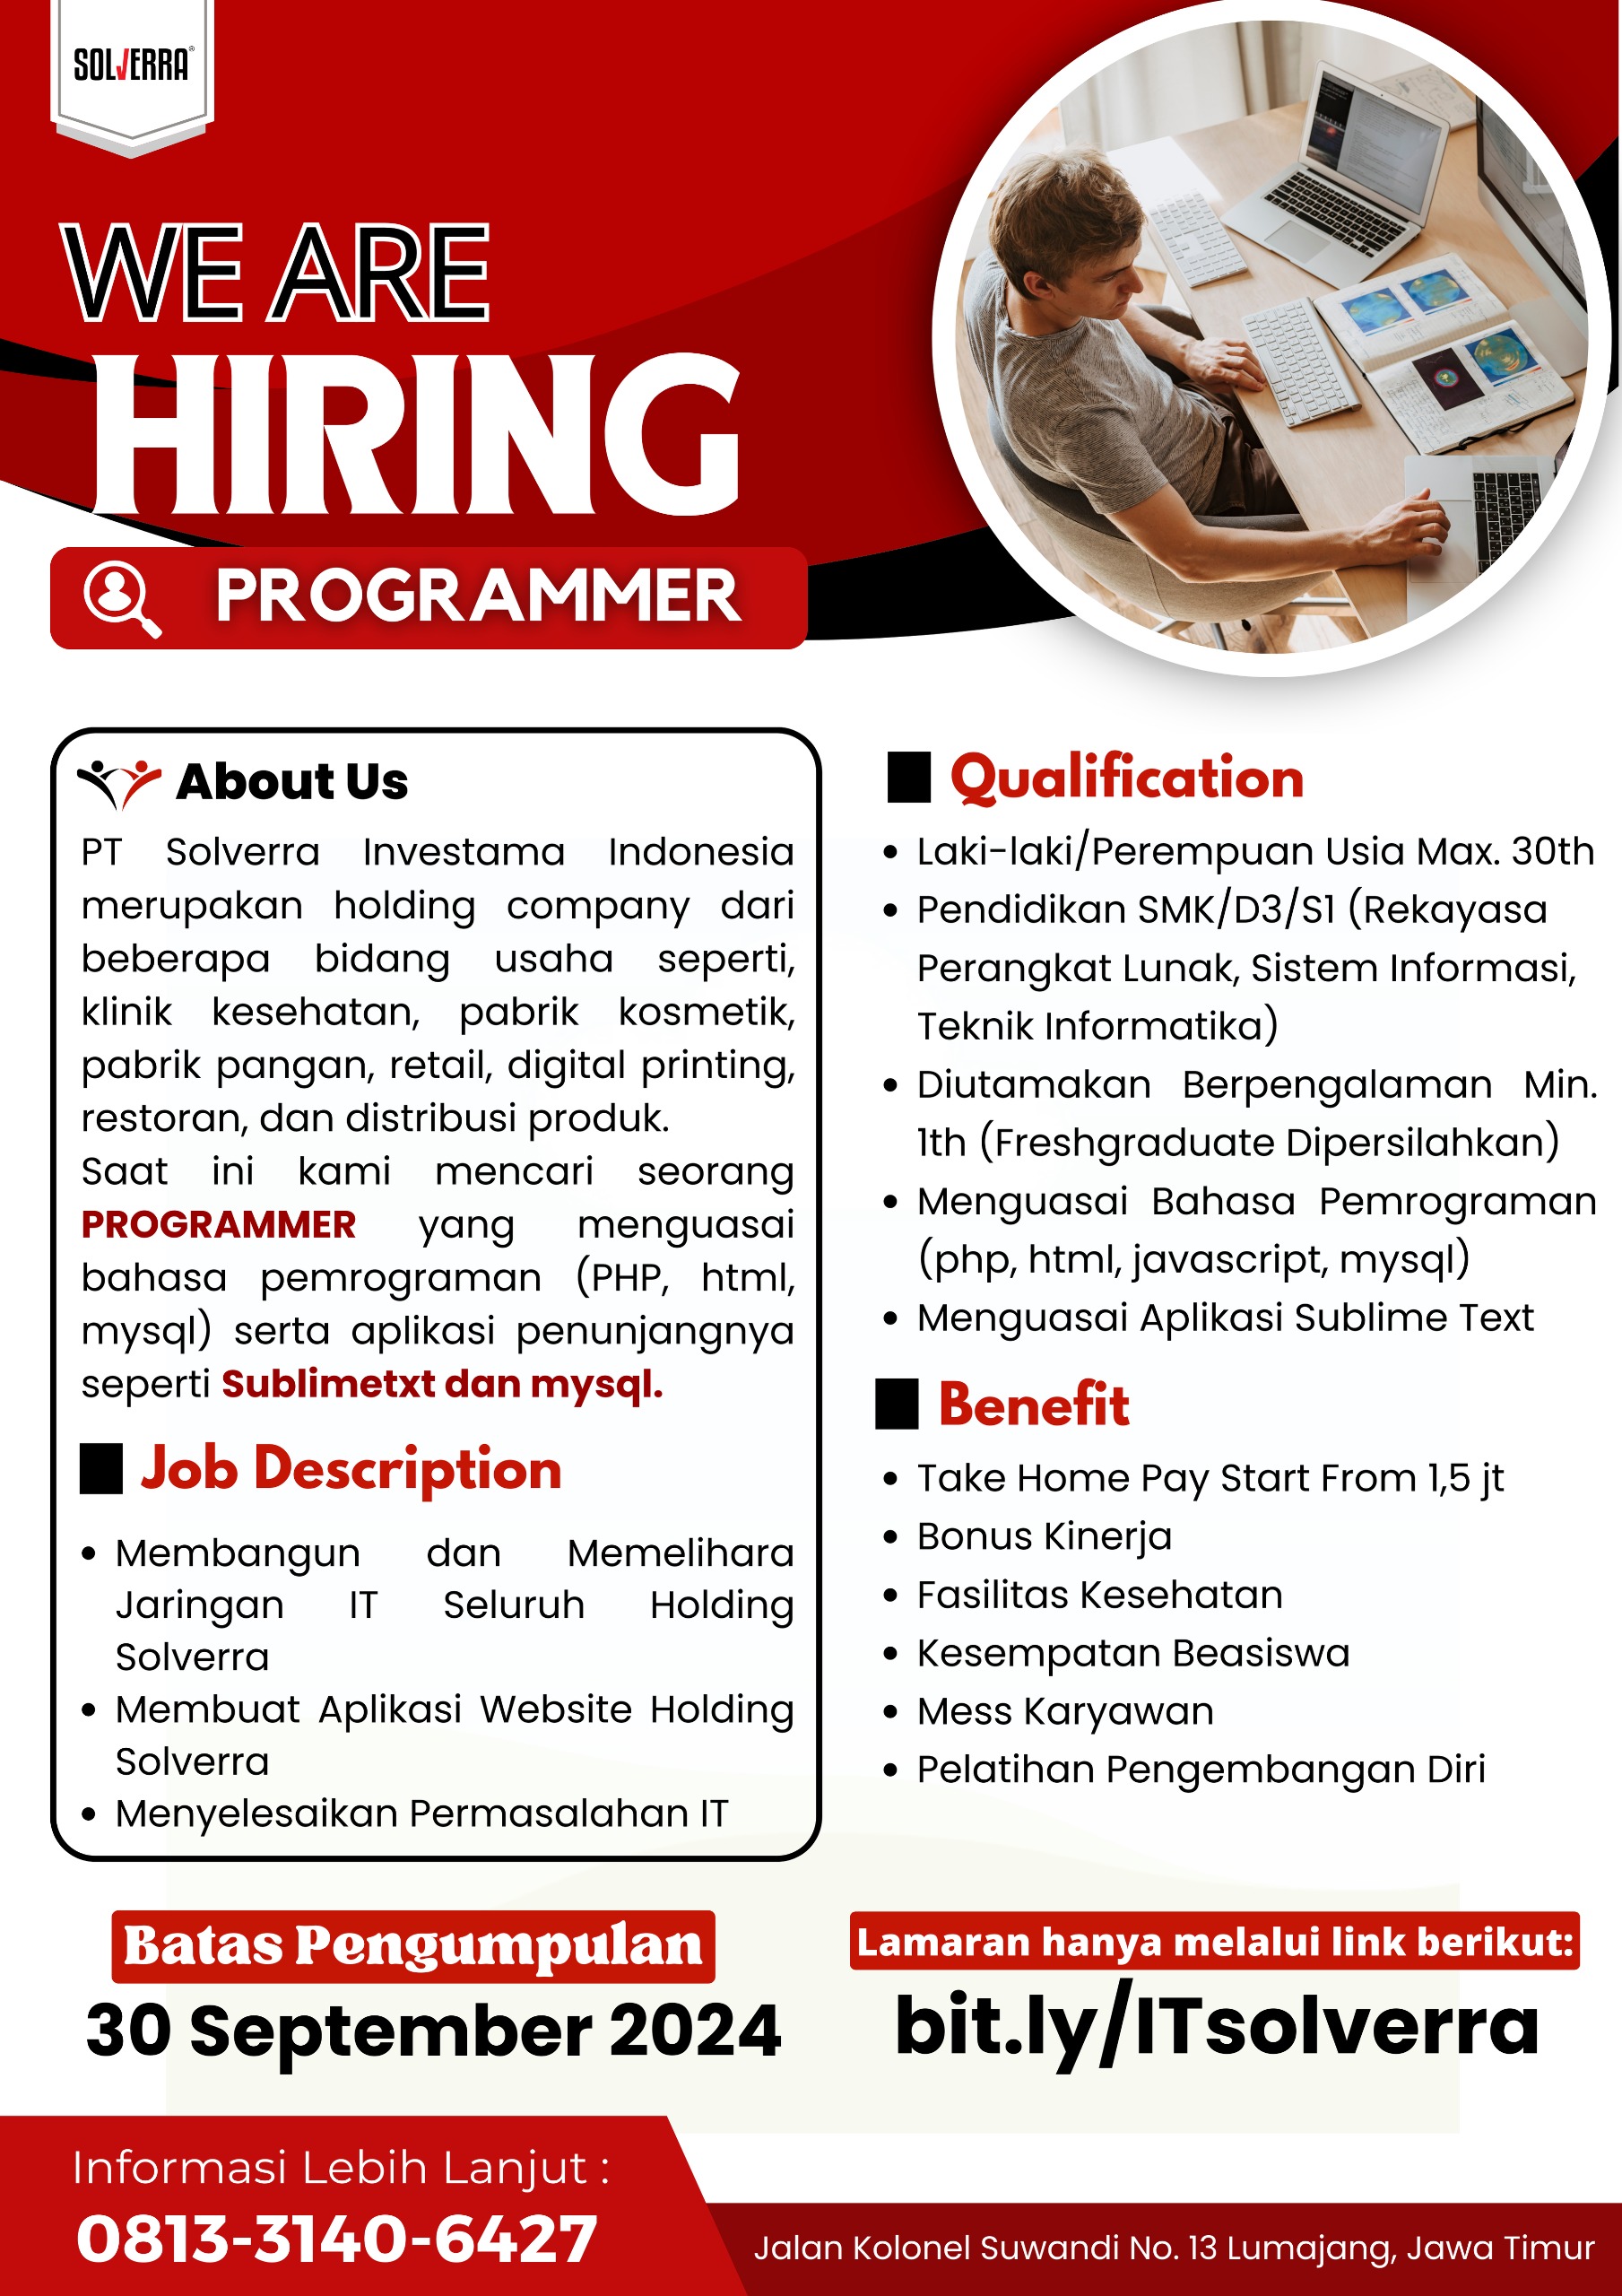 SOLVERRA®
WE ARE
HIRING
PROGRAMMER
About Us
PT Solverra Investama Indonesia
merupakan holding company dari
beberapa bidang usaha seperti,
klinik kesehatan, pabrik kosmetik,
pabrik pangan, retail, digital printing,
restoran, dan distribusi produk.
Saat ini kami mencari seorang
PROGRAMMER yang menguasai
bahasa pemrograman (PHP, html,
mysql) serta aplikasi penunjangnya
seperti Sublimetxt dan mysql.
Job Description
• Membangun dan Memelihara
Jaringan IT Seluruh Holding
Solverra
• Membuat Aplikasi Website Holding
Solverra
• Menyelesaikan Permasalahan IT
Qualification
• Laki-laki/Perempuan Usia Max. 30th
• Pendidikan SMK/D3/S1 (Rekayasa
Perangkat Lunak, Sistem Informasi,
Teknik Informatika)
• Diutamakan Berpengalaman Min.
1th (Freshgraduate Dipersilahkan)
• Menguasai Bahasa Pemrograman
(php, html, javascript, mysql)
• Menguasai Aplikasi Sublime Text
Benefit
• Take Home Pay Start From 1,5 jt
• Bonus Kinerja
• Fasilitas Kesehatan
• Kesempatan Beasiswa
• Mess Karyawan
• Pelatihan Pengembangan Diri
Batas Pengumpulan
30 September 2024
Lamaran hanya melalui link berikut:
bit.ly/ITsolverra
Informasi Lebih Lanjut :
0813-3140-6427
Jalan Kolonel Suwandi No. 13 Lumajang, Jawa Timur